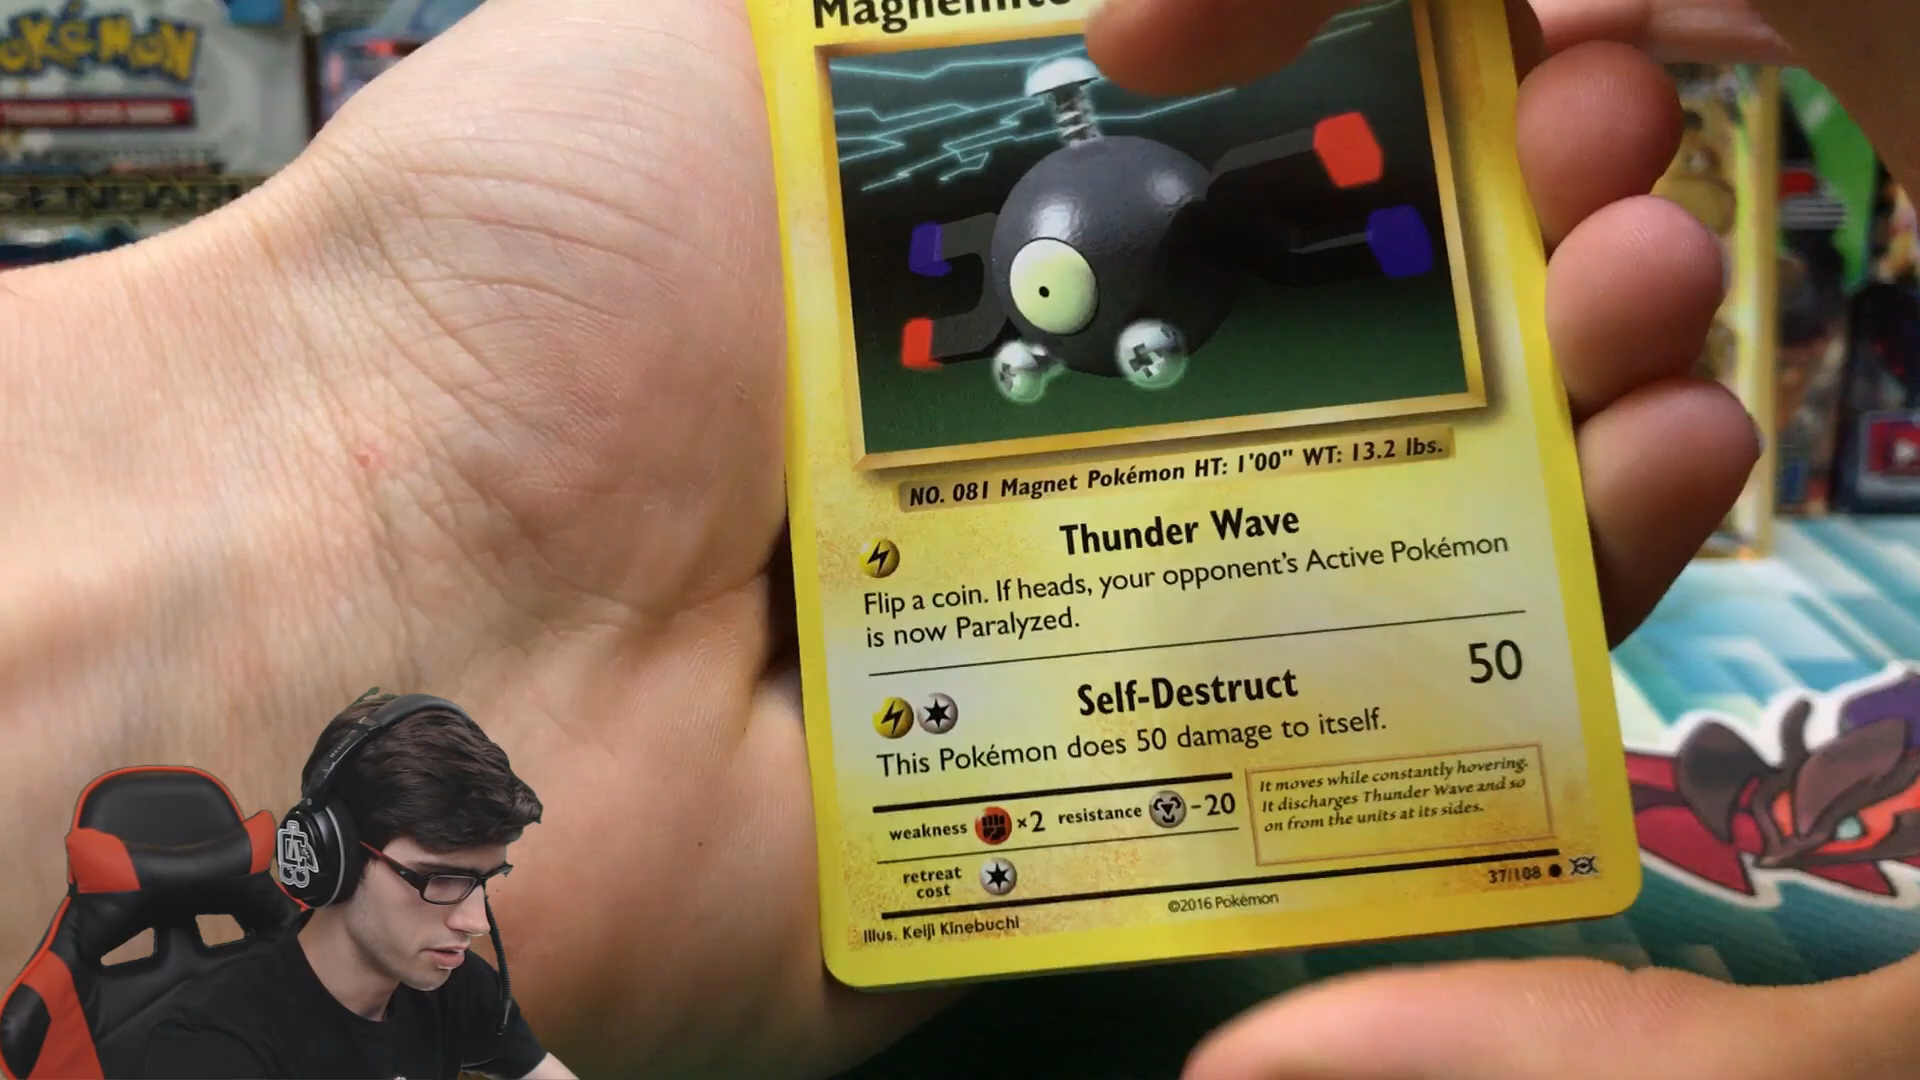 POKéMON
Magnemite
NO. 081 Magnet Pokémon HT: 1'00" WT: 13.2 lbs.
Thunder Wave
Flip a coin. If heads, your opponent's Active Pokémon
is now Paralyzed.
Self-Destruct 50
This Pokémon does 50 damage to itself.
weakness ×2 resistance -20
It moves while constantly hovering.
It discharges Thunder Wave and so
on from the units at its sides.
retreat
cost
37/108
©2016 Pokémon
Illus. Keiji Kinebuchi